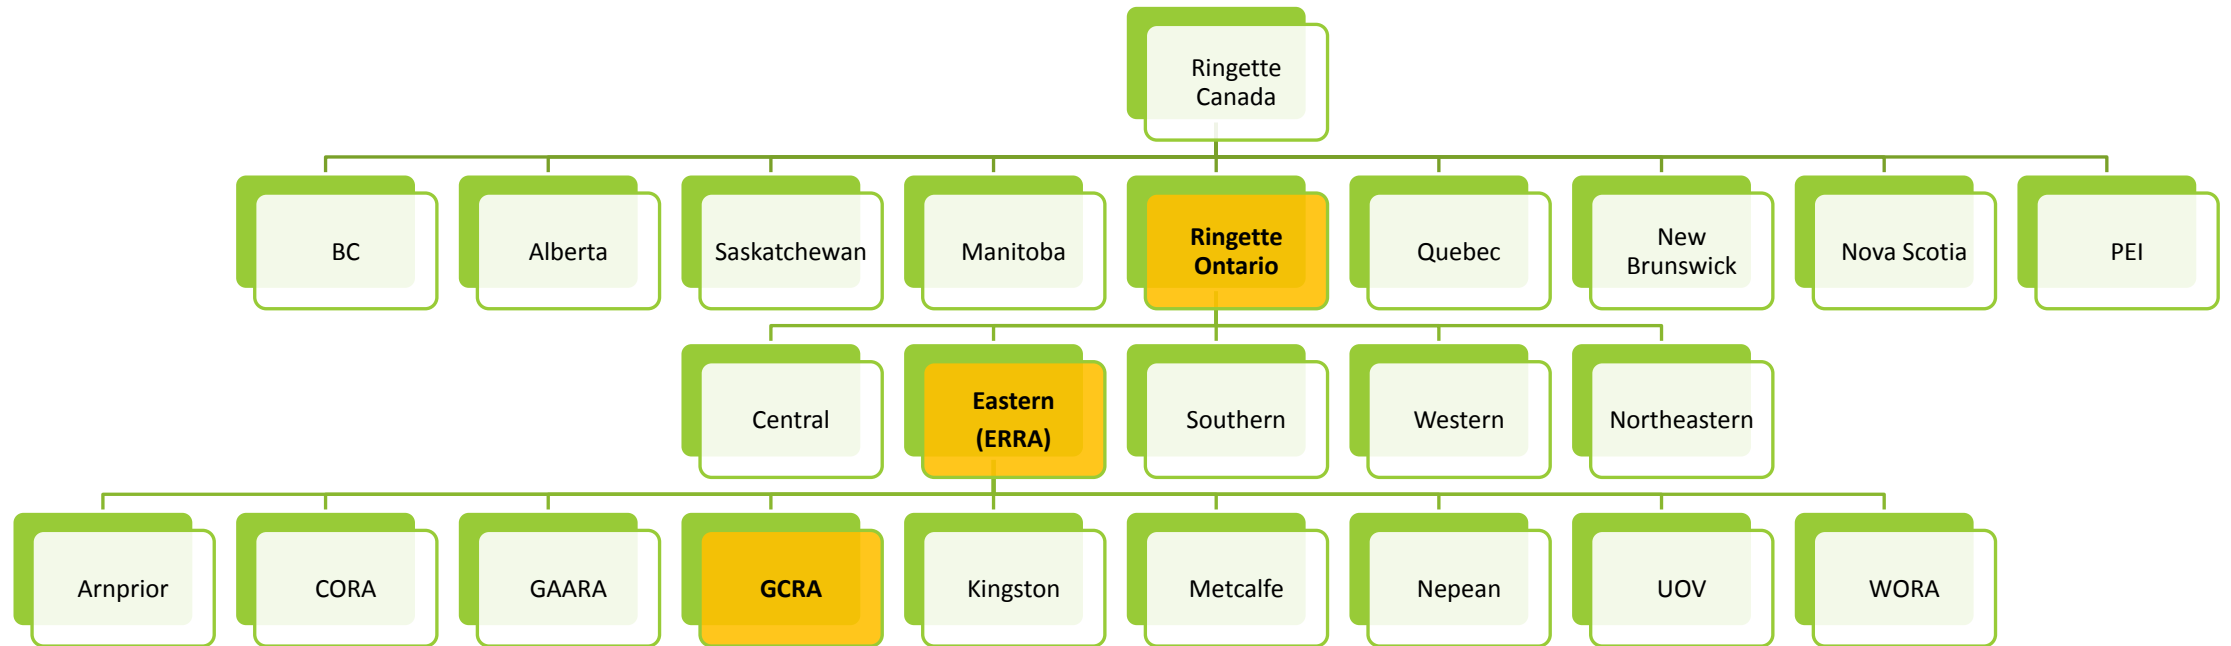 Ringette
Canada
BC
Alberta
Saskatchewan
Manitoba
Ringette
Ontario
Quebec
New
Brunswick
Nova Scotia
PEI
Central
Eastern
(ERRA)
Southern
Western
Northeastern
Arnprior
CORA
GAARA
GCRA
Kingston
Metcalfe
Nepean
UOV
WORA